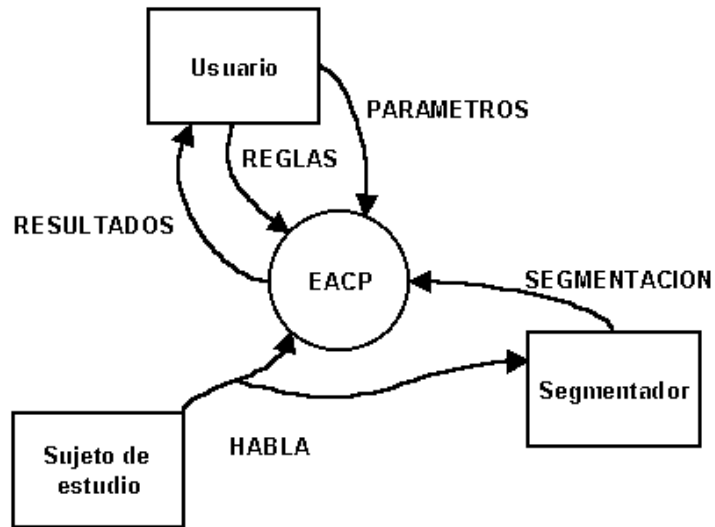 Usuario
PARAMETROS
REGLAS
RESULTADOS
EACP
SEGMENTACION
Segmentador
HABLA
Sujeto de
estudio